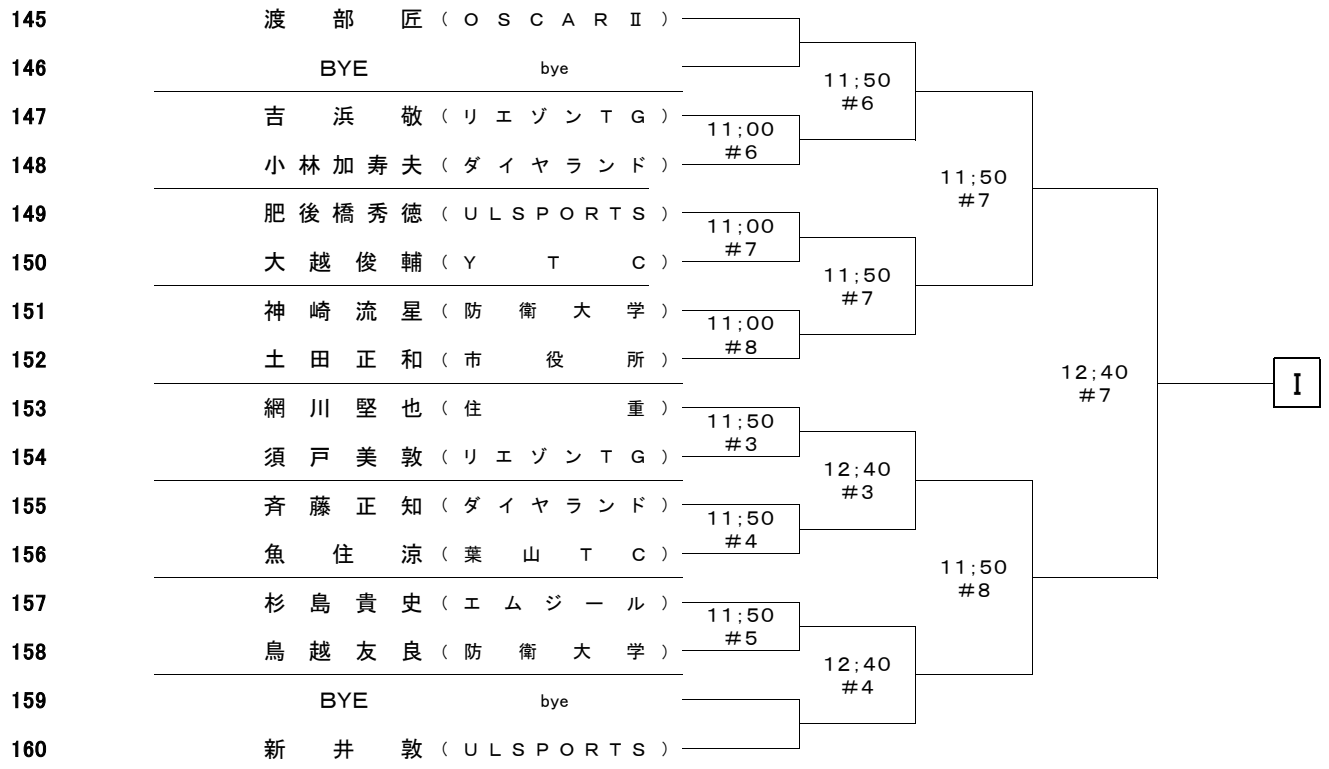 145 渡部匠(OSCARⅡ)
146 BYE bye
11;50
#6
147 吉浜敬(リエゾンTG)
11;00
#6
148 小林加寿夫(ダイヤランド)
11;50
#7
149 肥後橋秀徳(ULSPORTS)
11;00
#7
150 大越俊輔(YTC)
11;50
#7
151 神崎流星(防衛大学)
11;00
#8
152 土田正和(市役所)
12;40
#7
I
153 網川堅也(住重)
11;50
#3
154 須戸美敦(リエゾンTG)
12;40
#3
155 斉藤正知(ダイヤランド)
11;50
#4
156 魚住涼(葉山TC)
11;50
#8
157 杉島貴史(エムジール)
11;50
#5
158 鳥越友良(防衛大学)
12;40
#4
159 BYE bye
160 新井敦(ULSPORTS)